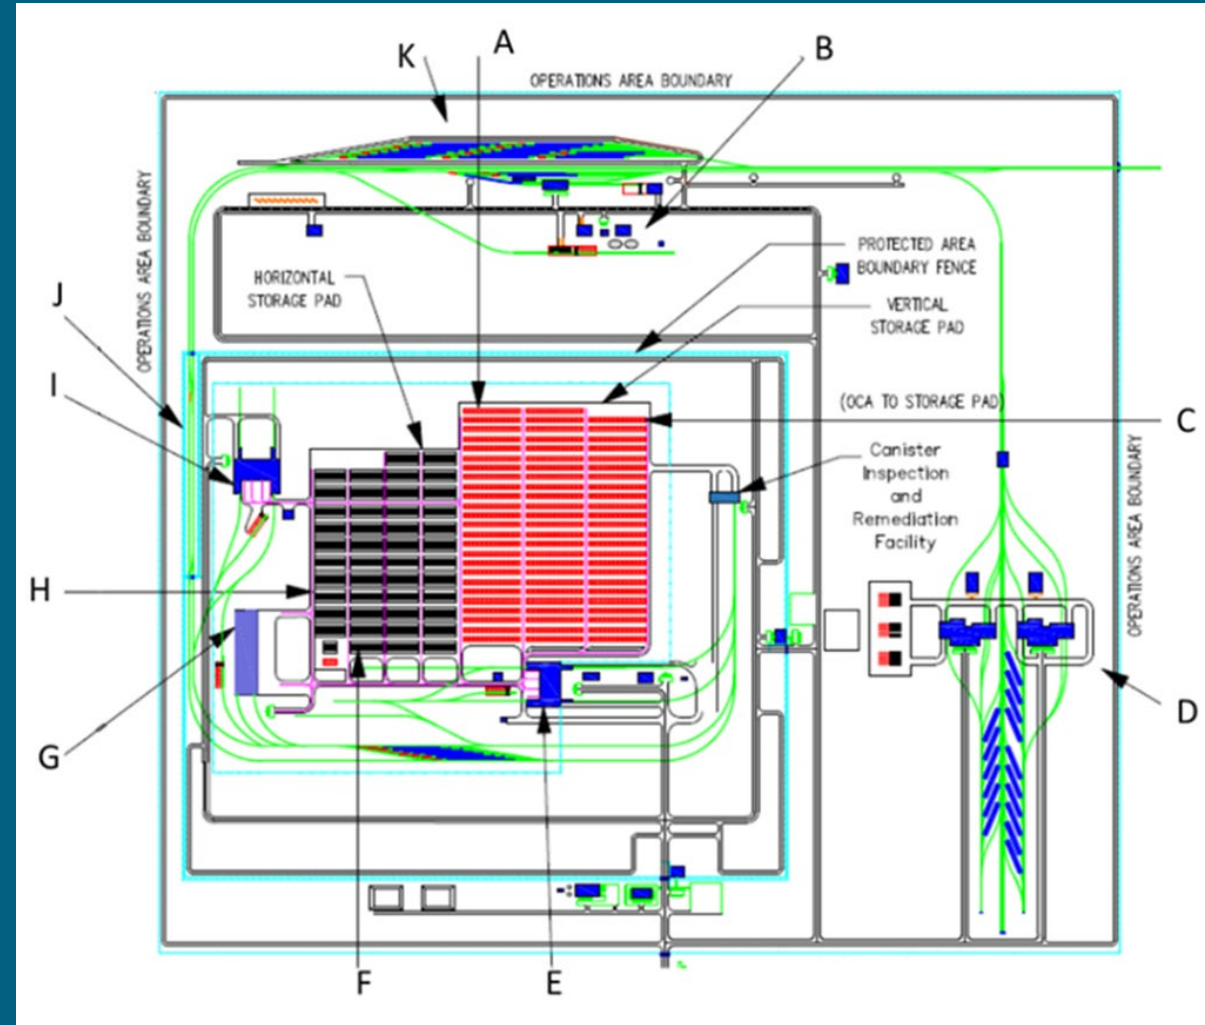 K
A
B
OPERATIONS AREA BOUNDARY
OPERATIONS AREA BOUNDARY
HORIZONTAL
STORAGE PAD
PROTECTED AREA
BOUNDARY FENCE
VERTICAL
STORAGE PAD
J
I
(OCA TO STORAGE PAD)
C
Canister
Inspection
and
Remediation
Facility
OPERATIONS AREA BOUNDARY
H
G
D
F
E